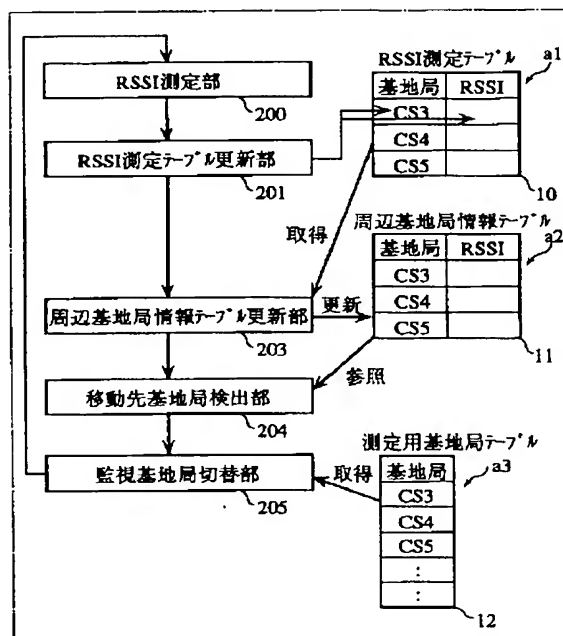 RSSI測定部
200
RSSI測定テーブル更新部
201
周辺基地局情報テーブル更新部
203
移動先基地局検出部
204
監視基地局切替部
205
RSSI測定テーブル
a1
基地局 RSSI
CS3
CS4
CS5
10
取得
周辺基地局情報テーブル
a2
基地局 RSSI
CS3
CS4
CS5
11
更新
参照
測定用基地局テーブル
a3
基地局
CS3
CS4
CS5
:
:
12
取得